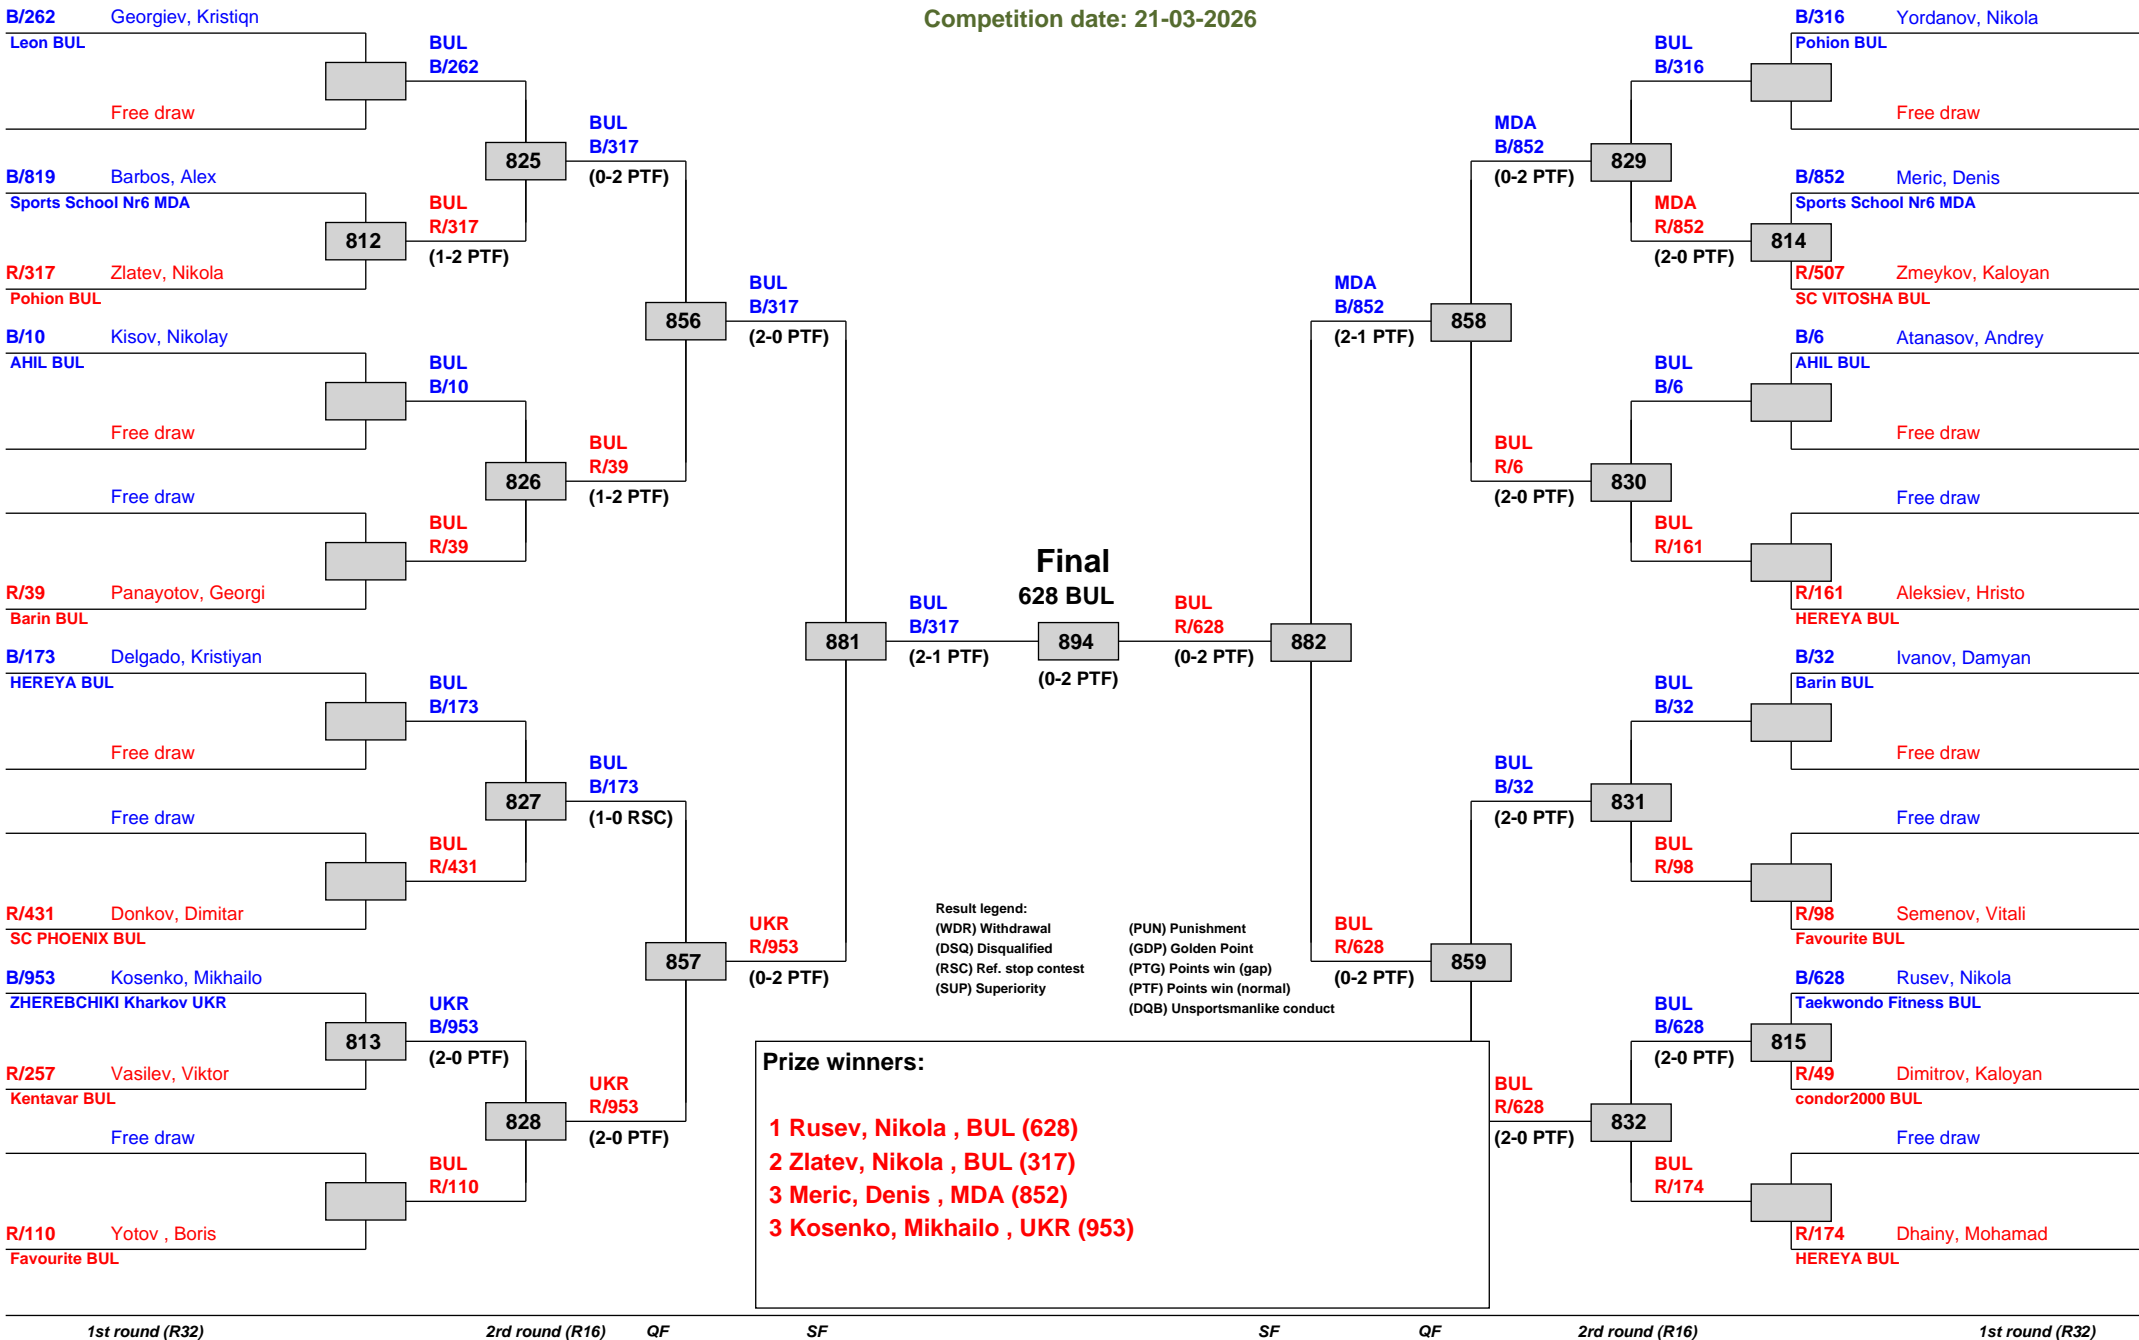 Competition date: 21-03-2026
B/262 Georgiev, Kristiqn
Leon BUL
Free draw
B/819 Barbos, Alex
Sports School Nr6 MDA
812
R/317 Zlatev, Nikola
Pohion BUL
B/10 Kisov, Nikolay
AHIL BUL
Free draw
Free draw
R/39 Panayotov, Georgi
Barin BUL
B/173 Delgado, Kristiyan
HEREYA BUL
Free draw
Free draw
R/431 Donkov, Dimitar
SC PHOENIX BUL
B/953 Kosenko, Mikhailo
ZHEREBCHIKI Kharkov UKR
813
R/257 Vasilev, Viktor
Kentavar BUL
Free draw
R/110 Yotov , Boris
Favourite BUL
BUL
B/262
825
BUL
R/317
(1-2 PTF)
BUL
B/10
826
BUL
R/39
BUL
B/173
827
BUL
R/431
UKR
B/953
(2-0 PTF)
828
BUL
R/110
BUL
B/317
(0-2 PTF)
856
BUL
R/39
(1-2 PTF)
BUL
B/173
(1-0 RSC)
857
UKR
R/953
(2-0 PTF)
BUL
B/317
(2-0 PTF)
881
UKR
R/953
(0-2 PTF)
BUL
B/317
(2-1 PTF)
Final
628 BUL
894
(0-2 PTF)
BUL
R/628
(0-2 PTF)
882
MDA
B/852
(2-1 PTF)
858
BUL
R/628
(0-2 PTF)
859
MDA
B/852
(0-2 PTF)
829
BUL
R/6
(2-0 PTF)
830
BUL
B/32
(2-0 PTF)
831
BUL
R/628
(2-0 PTF)
832
BUL
B/316
MDA
R/852
(2-0 PTF)
814
BUL
B/6
BUL
R/161
BUL
B/32
BUL
R/98
BUL
B/628
(2-0 PTF)
815
BUL
R/174
B/316 Yordanov, Nikola
Pohion BUL
Free draw
B/852 Meric, Denis
Sports School Nr6 MDA
R/507 Zmeykov, Kaloyan
SC VITOSHA BUL
B/6 Atanasov, Andrey
AHIL BUL
Free draw
Free draw
R/161 Aleksiev, Hristo
HEREYA BUL
B/32 Ivanov, Damyan
Barin BUL
Free draw
Free draw
R/98 Semenov, Vitali
Favourite BUL
B/628 Rusev, Nikola
Taekwondo Fitness BUL
R/49 Dimitrov, Kaloyan
condor2000 BUL
Free draw
R/174 Dhainy, Mohamad
HEREYA BUL
Result legend:
(WDR) Withdrawal (PUN) Punishment
(DSQ) Disqualified (GDP) Golden Point
(RSC) Ref. stop contest (PTG) Points win (gap)
(SUP) Superiority (PTF) Points win (normal)
(DQB) Unsportsmanlike conduct
Prize winners:
1 Rusev, Nikola , BUL (628)
2 Zlatev, Nikola , BUL (317)
3 Meric, Denis , MDA (852)
3 Kosenko, Mikhailo , UKR (953)
1st round (R32) 2rd round (R16) QF SF SF QF 2rd round (R16) 1st round (R32)